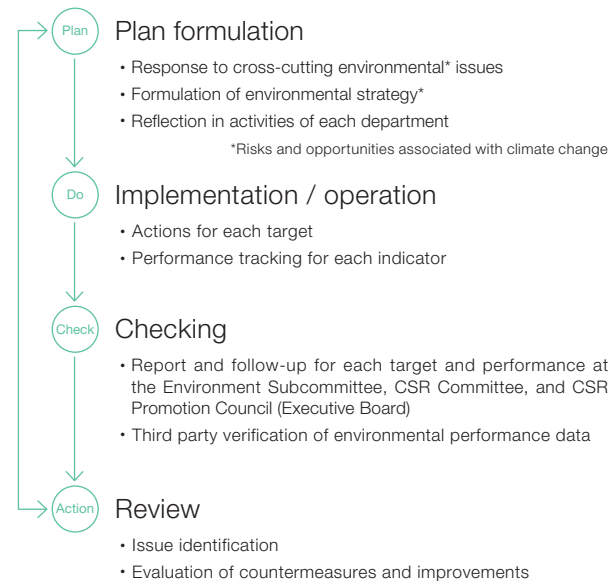 Plan
Plan formulation
• Response to cross-cutting environmental* issues
• Formulation of environmental strategy*
• Reflection in activities of each department
*Risks and opportunities associated with climate change
Do
Implementation / operation
• Actions for each target
• Performance tracking for each indicator
Check
Checking
• Report and follow-up for each target and performance at
the Environment Subcommittee, CSR Committee, and CSR
Promotion Council (Executive Board)
• Third party verification of environmental performance data
Action
Review
• Issue identification
• Evaluation of countermeasures and improvements